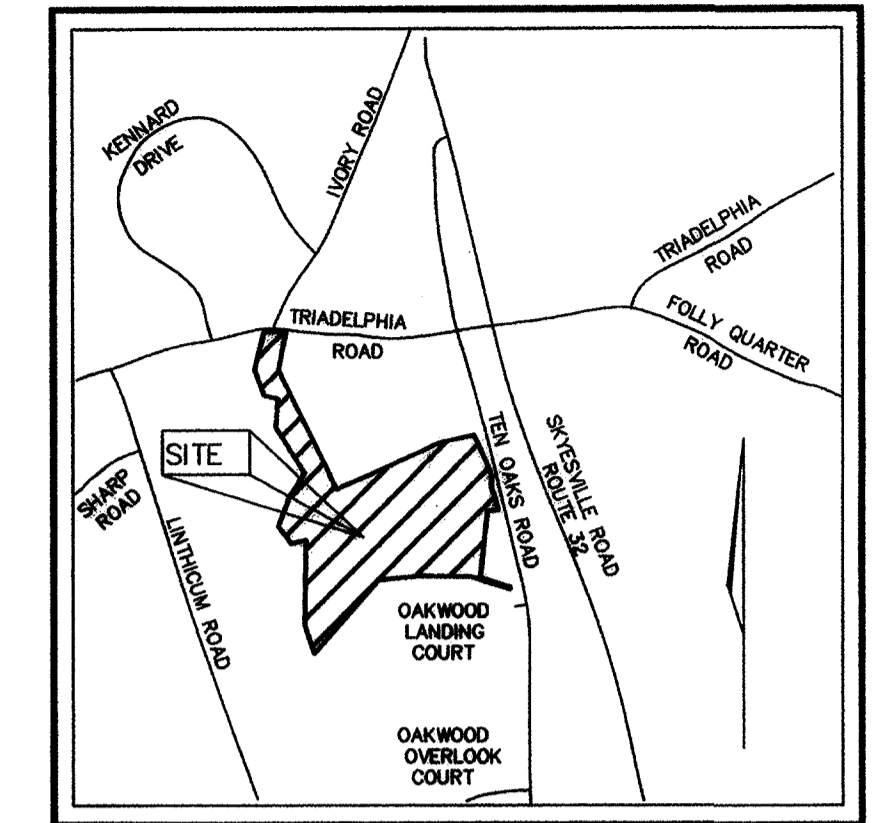 KENNARD
DRIVE
IVORY ROAD
TRIADELPHIA
ROAD
TRIADELPHIA
ROAD
FOLLY QUARTER
ROAD
SITE
SHARP
ROAD
LINTHICUM ROAD
TEN OAKS ROAD
SKYESVILLE ROAD
ROUTE 32
OAKWOOD
LANDING
COURT
OAKWOOD
OVERLOOK
COURT